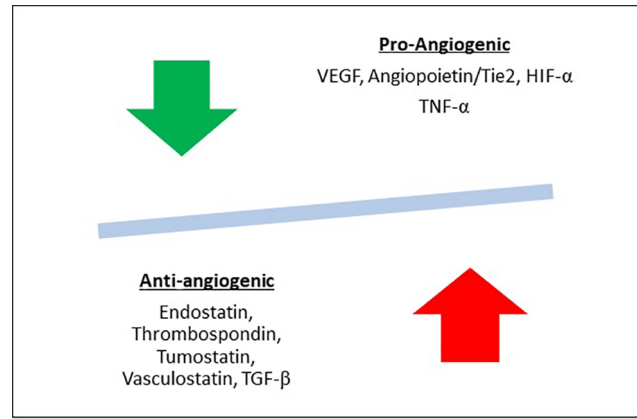 Pro-Angiogenic
VEGF, Angiopoietin/Tie2, HIF-α
TNF-α
Anti-angiogenic
Endostatin,
Thrombospondin,
Tumostatin,
Vasculostatin, TGF-β